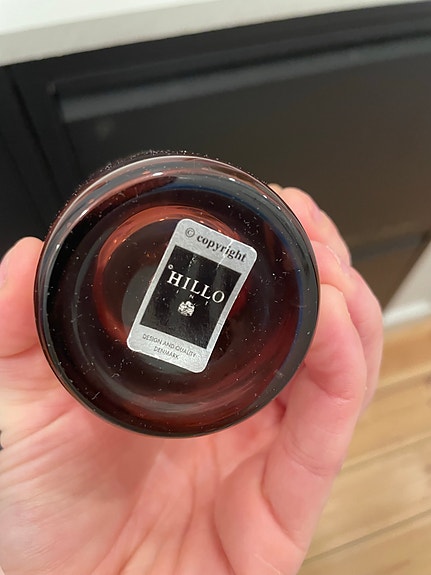 © copyright
HILLO
DESIGN AND QUALITY
DENMARK